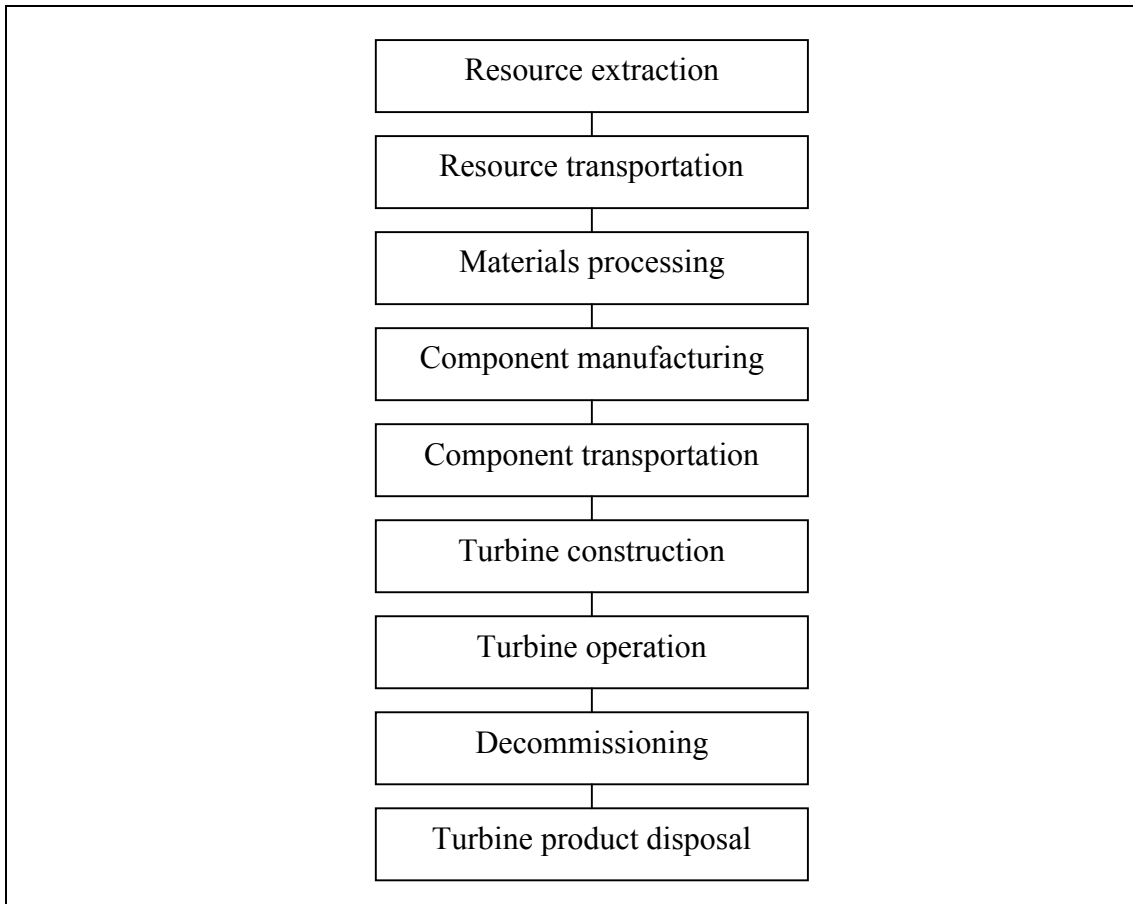 Resource extraction
Resource transportation
Materials processing
Component manufacturing
Component transportation
Turbine construction
Turbine operation
Decommissioning
Turbine product disposal